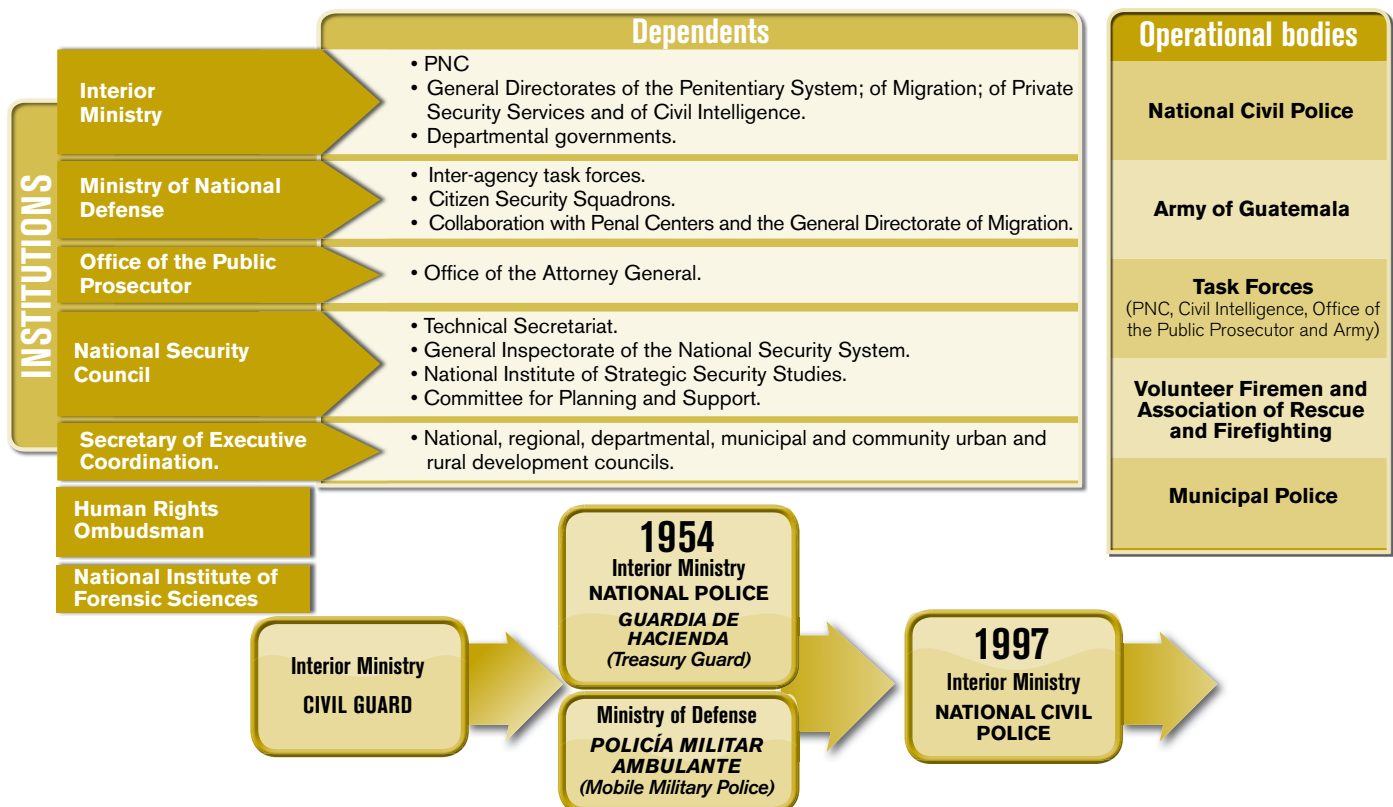 INSTITUTIONS
Dependents
Interior
Ministry
• PNC
• General Directorates of the Penitentiary System; of Migration; of Private
Security Services and of Civil Intelligence.
• Departmental governments.
Ministry of National
Defense
• Inter-agency task forces.
• Citizen Security Squadrons.
• Collaboration with Penal Centers and the General Directorate of Migration.
Office of the Public
Prosecutor
• Office of the Attorney General.
National Security
Council
• Technical Secretariat.
• General Inspectorate of the National Security System.
• National Institute of Strategic Security Studies.
• Committee for Planning and Support.
Secretary of Executive
Coordination.
• National, regional, departmental, municipal and community urban and
rural development councils.
Human Rights
Ombudsman
National Institute of
Forensic Sciences
Operational bodies
National Civil Police
Army of Guatemala
Task Forces
(PNC, Civil Intelligence, Office of
the Public Prosecutor and Army)
Volunteer Firemen and
Association of Rescue
and Firefighting
Municipal Police
Interior Ministry
CIVIL GUARD
1954
Interior Ministry
NATIONAL POLICE
GUARDIA DE
HACIENDA
(Treasury Guard)
Ministry of Defense
POLICÍA MILITAR
AMBULANTE
(Mobile Military Police)
1997
Interior Ministry
NATIONAL CIVIL
POLICE